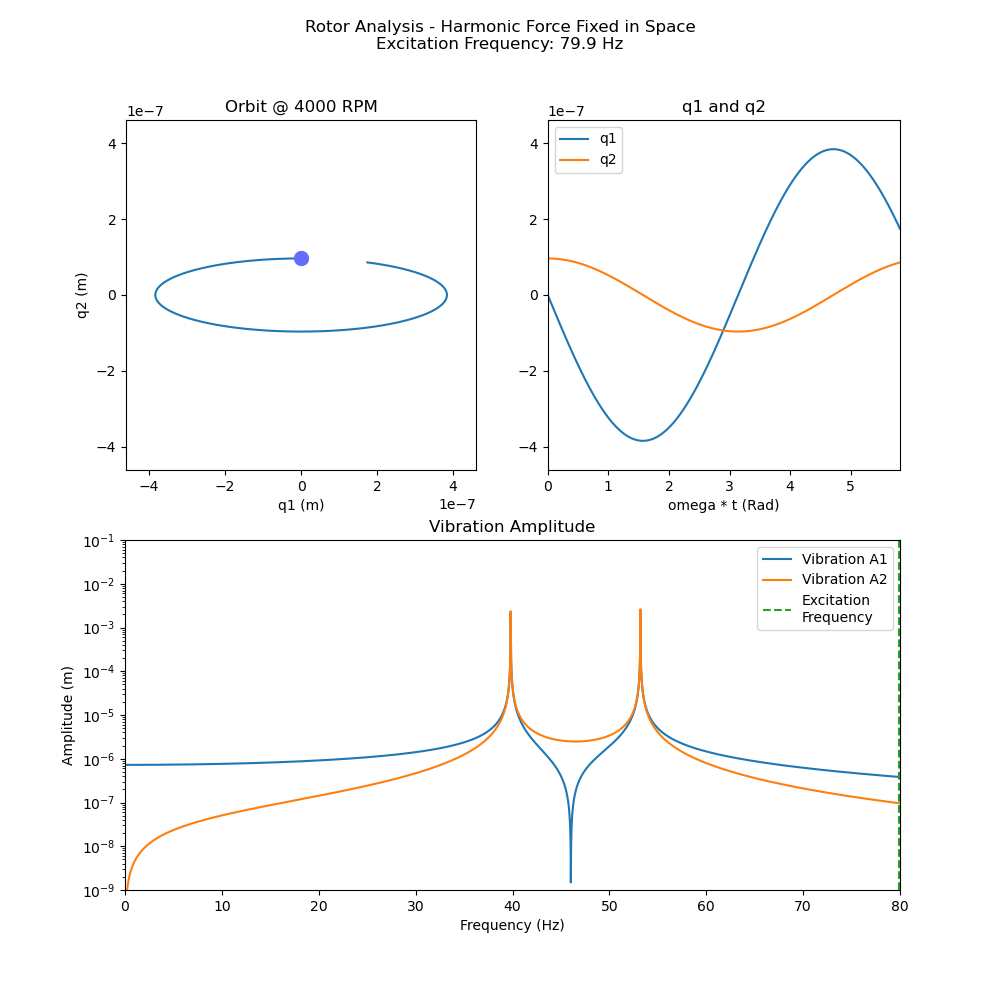 Rotor Analysis - Harmonic Force Fixed in Space
Excitation Frequency: 79.9 Hz
Orbit @ 4000 RPM
1e−7
4
2
0
−2
−4
q2 (m)
−4 −2 0 2 4
1e−7
q1 (m)
q1 and q2
1e−7
q1
q2
4
2
0
−2
−4
0 1 2 3 4 5
omega * t (Rad)
Vibration Amplitude
10⁻¹
10⁻²
10⁻³
10⁻⁴
10⁻⁵
10⁻⁶
10⁻⁷
10⁻⁸
10⁻⁹
Amplitude (m)
Vibration A1
Vibration A2
Excitation
Frequency
0 10 20 30 40 50 60 70 80
Frequency (Hz)